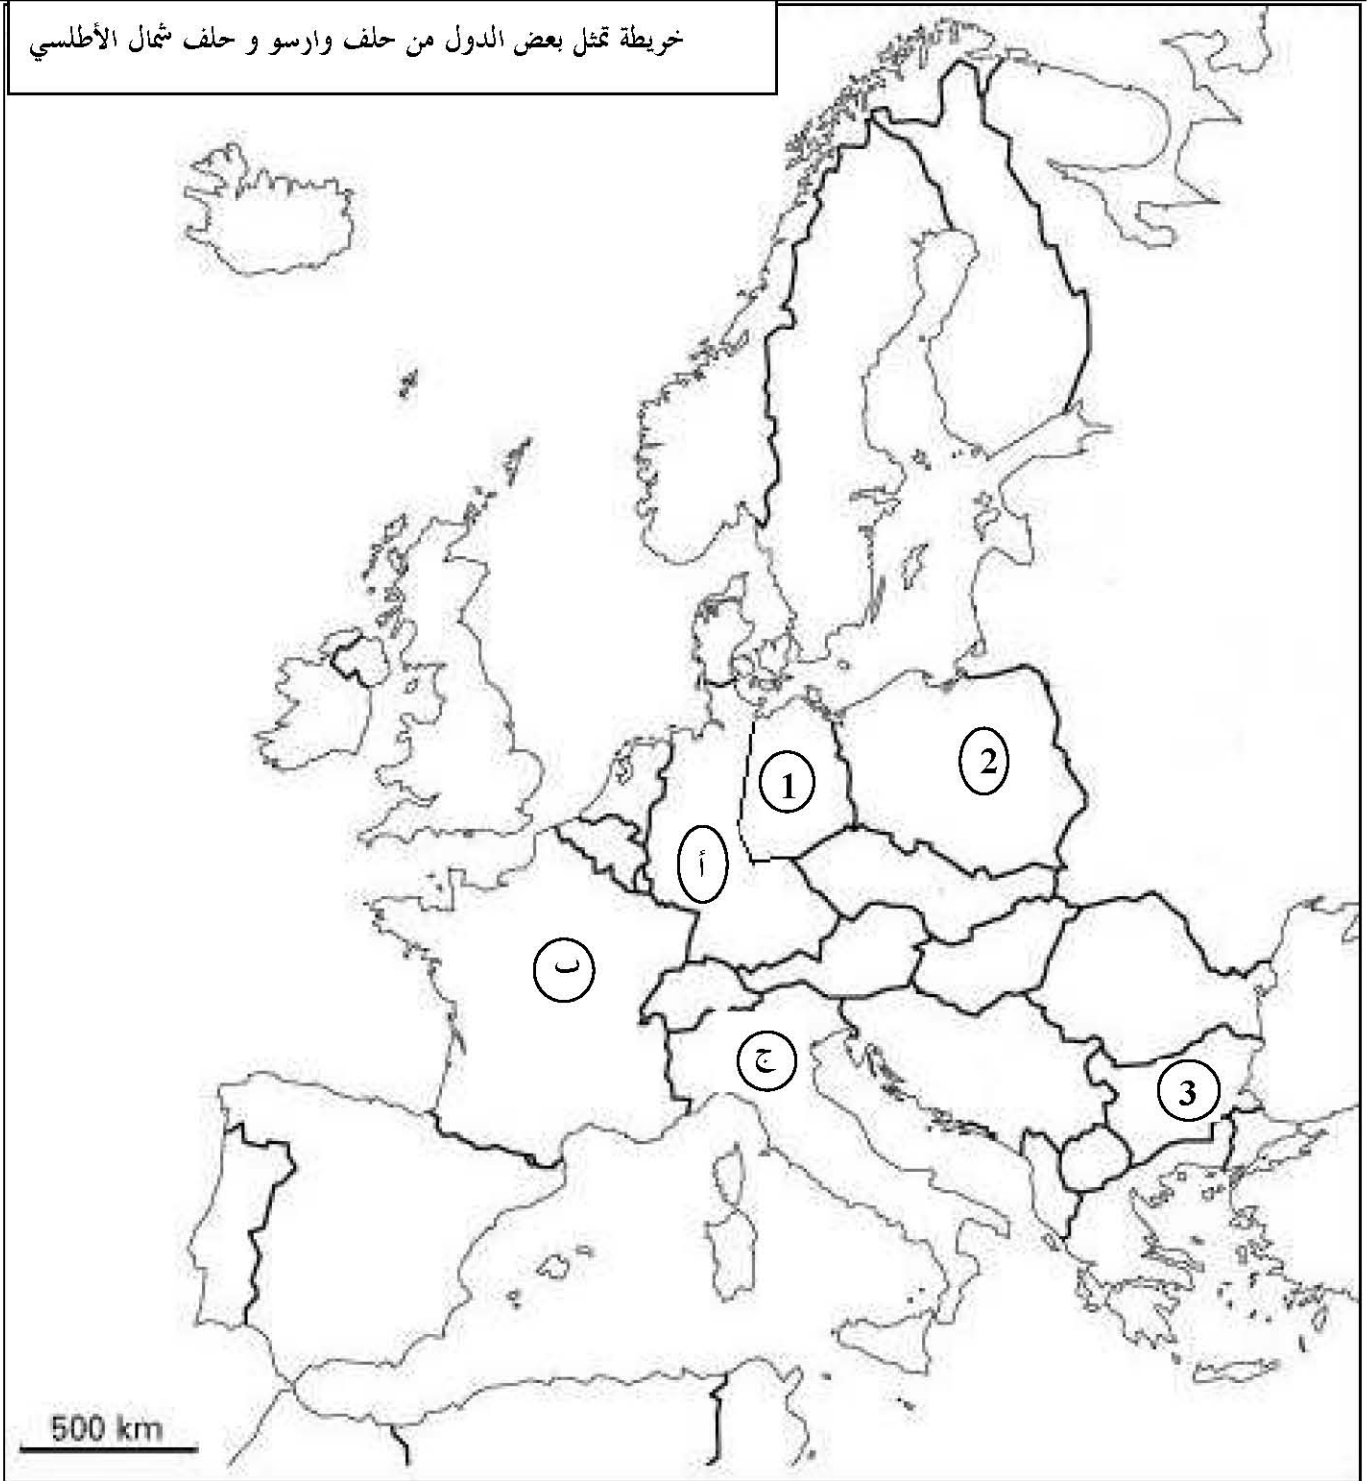 خريطة تمثل بعض الدول من حلف وارسو و حلف شمال الأطلسي
1
2
أ
ب
ج
3
500 km